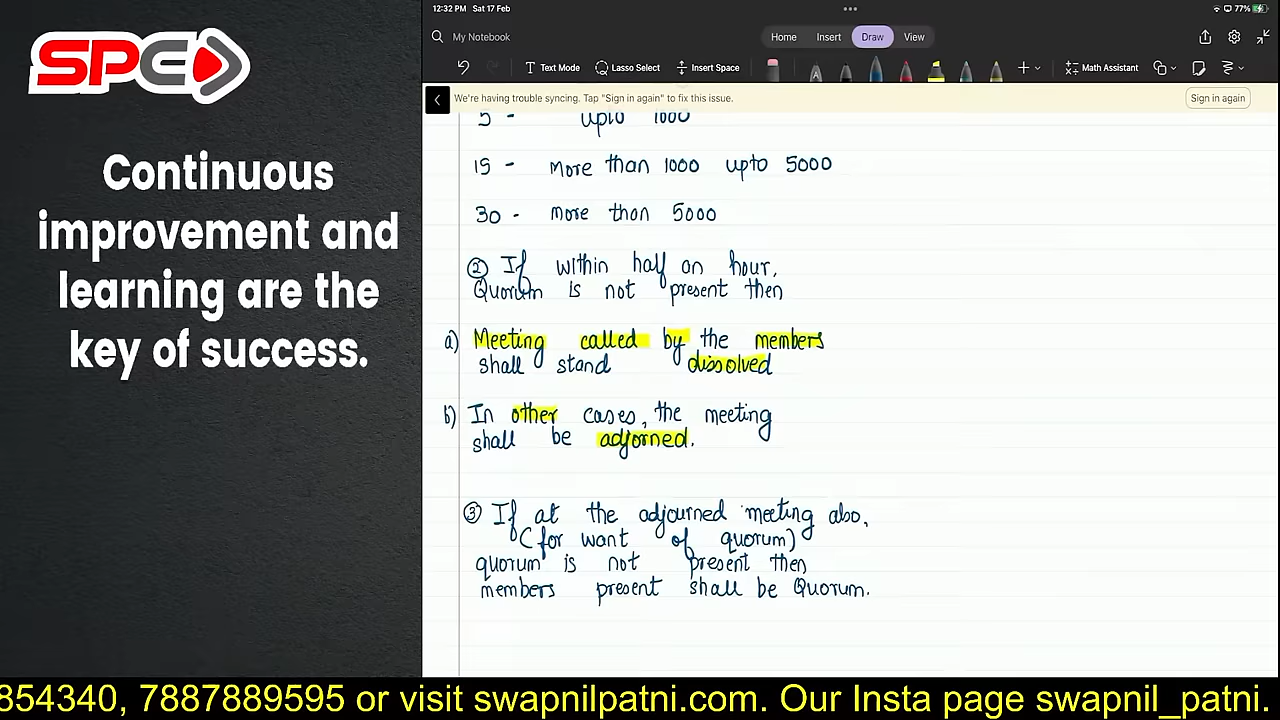 12:32 PM Sat 17 Feb
77%
My Notebook
Home Insert Draw View
Text Mode Lasso Select Insert Space Math Assistant
We're having trouble syncing. Tap "Sign in again" to fix this issue.
Sign in again
SPC
Continuous
improvement and
learning are the
key of success.
5 - upto 1000
15 - More than 1000 upto 5000
30 - More than 5000
② If within half an hour,
Quorum is not present then
a) Meeting called by the members
shall stand dissolved
b) In other cases, the meeting
shall be adjorned.
③ If at the adjourned meeting also,
(for want of quorum)
quorum is not present then
members present shall be Quorum.
854340, 7887889595 or visit swapnilpatni.com. Our Insta page swapnil_patni.